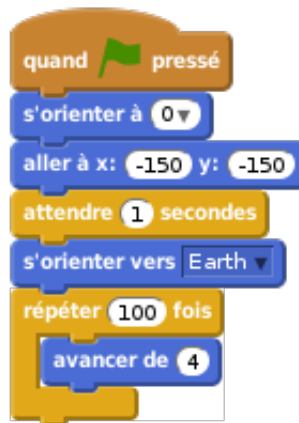 quand pressé
s'orienter à 0
aller à x: -150 y: -150
attendre 1 secondes
s'orienter vers Earth
répéter 100 fois
avancer de 4